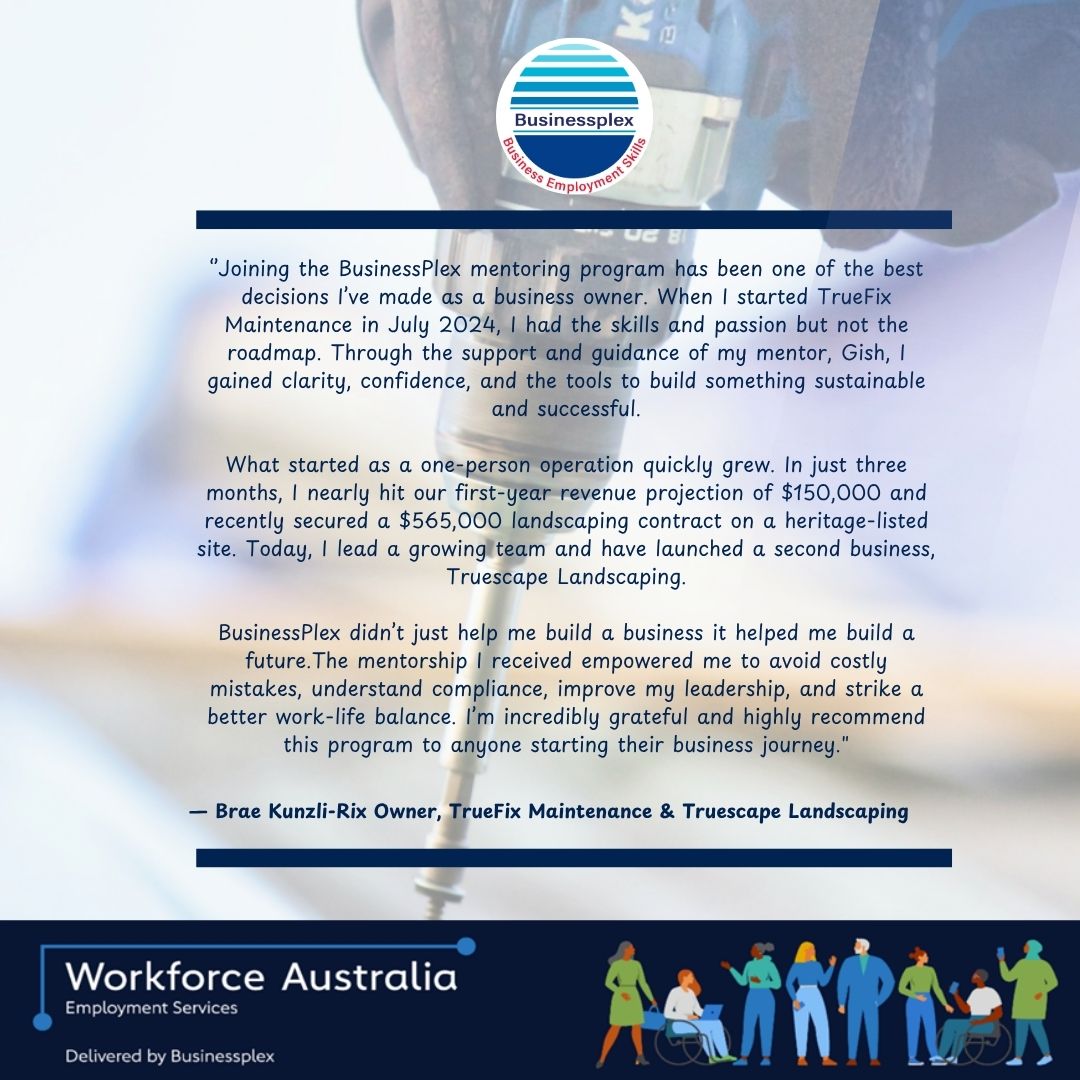 Businessplex
Business Employment Skills
"Joining the BusinessPlex mentoring program has been one of the best
decisions I've made as a business owner. When I started TrueFix
Maintenance in July 2024, I had the skills and passion but not the
roadmap. Through the support and guidance of my mentor, Gish, I
gained clarity, confidence, and the tools to build something sustainable
and successful.
What started as a one-person operation quickly grew. In just three
months, I nearly hit our first-year revenue projection of $150,000 and
recently secured a $565,000 landscaping contract on a heritage-listed
site. Today, I lead a growing team and have launched a second business,
Truescape Landscaping.
BusinessPlex didn't just help me build a business it helped me build a
future.The mentorship I received empowered me to avoid costly
mistakes, understand compliance, improve my leadership, and strike a
better work-life balance. I'm incredibly grateful and highly recommend
this program to anyone starting their business journey."
— Brae Kunzli-Rix Owner, TrueFix Maintenance & Truescape Landscaping
Workforce Australia
Employment Services
Delivered by Businessplex